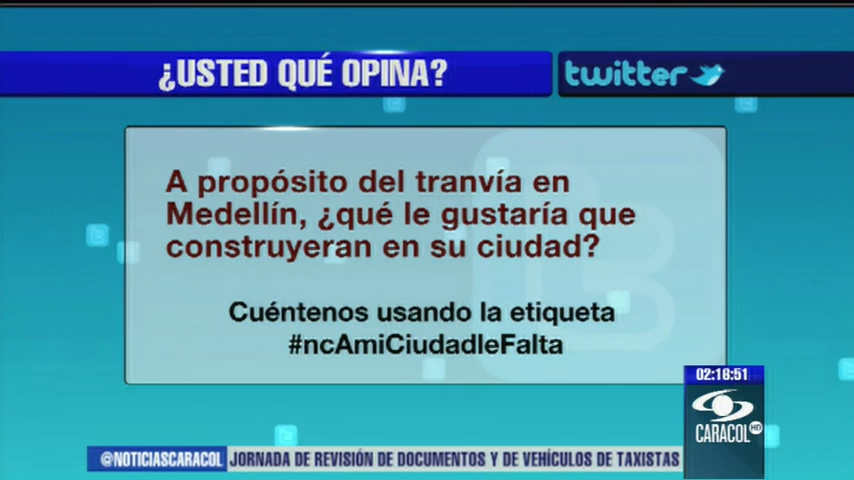 ¿USTED QUÉ OPINA?
twitter
A propósito del tranvía en
Medellín, ¿qué le gustaría que
construyeran en su ciudad?
Cuéntenos usando la etiqueta
#ncAmiCiudadleFalta
02:18:51
CARACOL HD
@NOTICIASCARACOL JORNADA DE REVISIÓN DE DOCUMENTOS Y DE VEHÍCULOS DE TAXISTAS